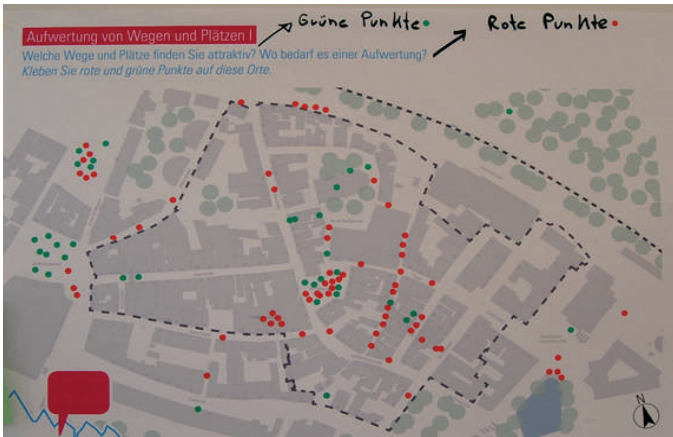 Grüne Punkte
Rote Punkte
Aufwertung von Wegen und Plätzen I
Welche Wege und Plätze finden Sie attraktiv? Wo bedarf es einer Aufwertung?
Kleben Sie rote und grüne Punkte auf diese Orte.
N